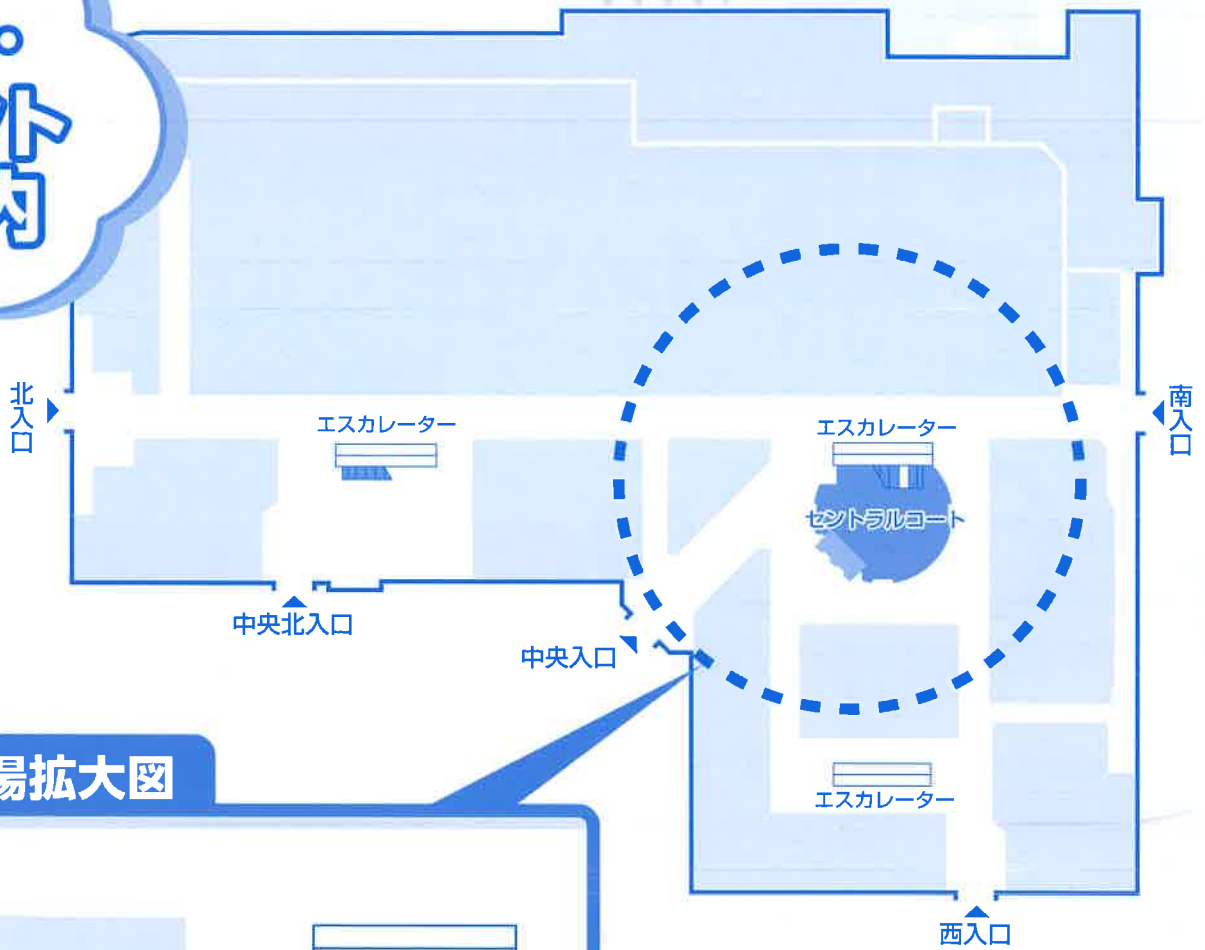 ト
内
北入口
エスカレーター
エスカレーター
南入口
セントラルコート
中央北入口
中央入口
場拡大図
エスカレーター
西入口